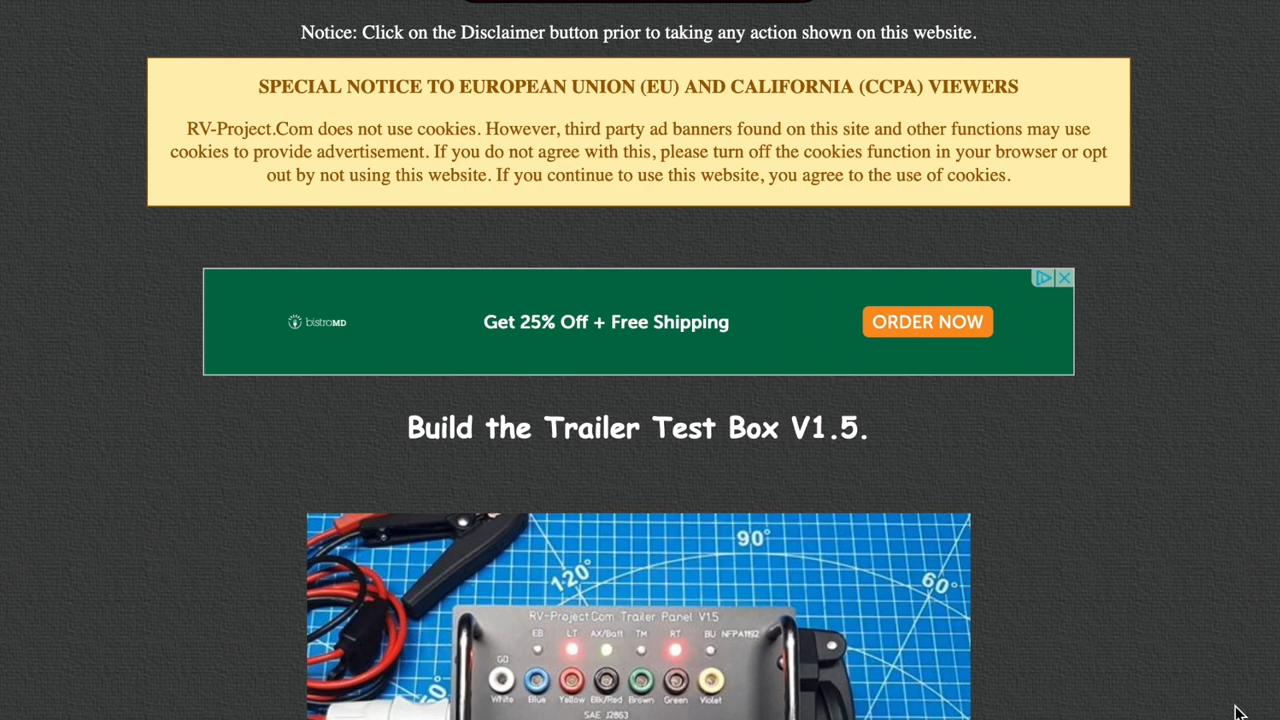 Notice: Click on the Disclaimer button prior to taking any action shown on this website.
SPECIAL NOTICE TO EUROPEAN UNION (EU) AND CALIFORNIA (CCPA) VIEWERS
RV-Project.Com does not use cookies. However, third party ad banners found on this site and other functions may use
cookies to provide advertisement. If you do not agree with this, please turn off the cookies function in your browser or opt
out by not using this website. If you continue to use this website, you agree to the use of cookies.
bistroMD
Get 25% Off + Free Shipping
ORDER NOW
Build the Trailer Test Box V1.5.
90°
120°
60°
RV-Project.Com Trailer Panel V1.5
EB LT AX/Batt TM RT BU NFPA1192
GD
White Blue Yellow Blk/Red Brown Green Violet
SAE J2863